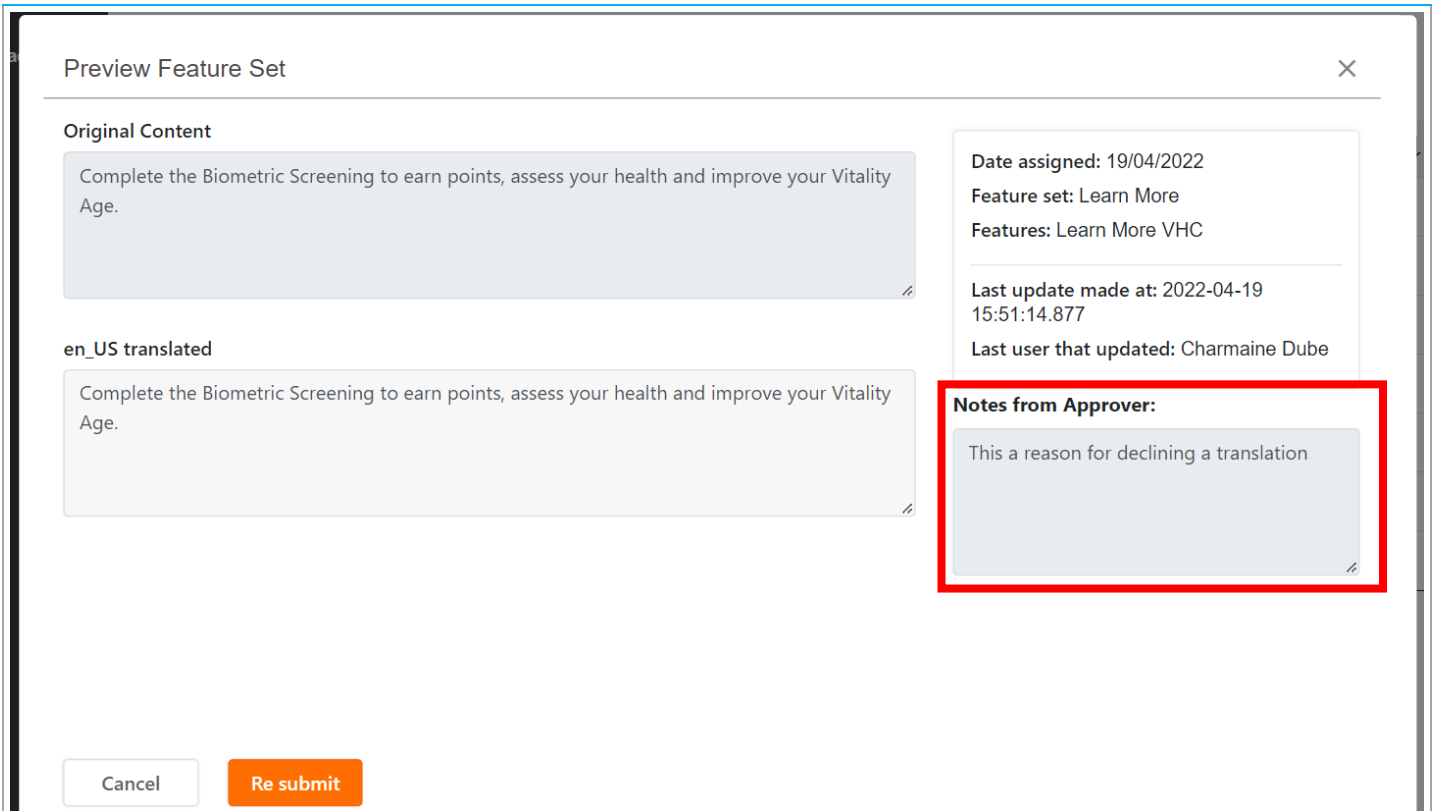 Preview Feature Set
Original Content
Complete the Biometric Screening to earn points, assess your health and improve your Vitality
Age.
en_US translated
Complete the Biometric Screening to earn points, assess your health and improve your Vitality
Age.
Date assigned: 19/04/2022
Feature set: Learn More
Features: Learn More VHC
Last update made at: 2022-04-19
15:51:14.877
Last user that updated: Charmaine Dube
Notes from Approver:
This a reason for declining a translation
Cancel
Re submit